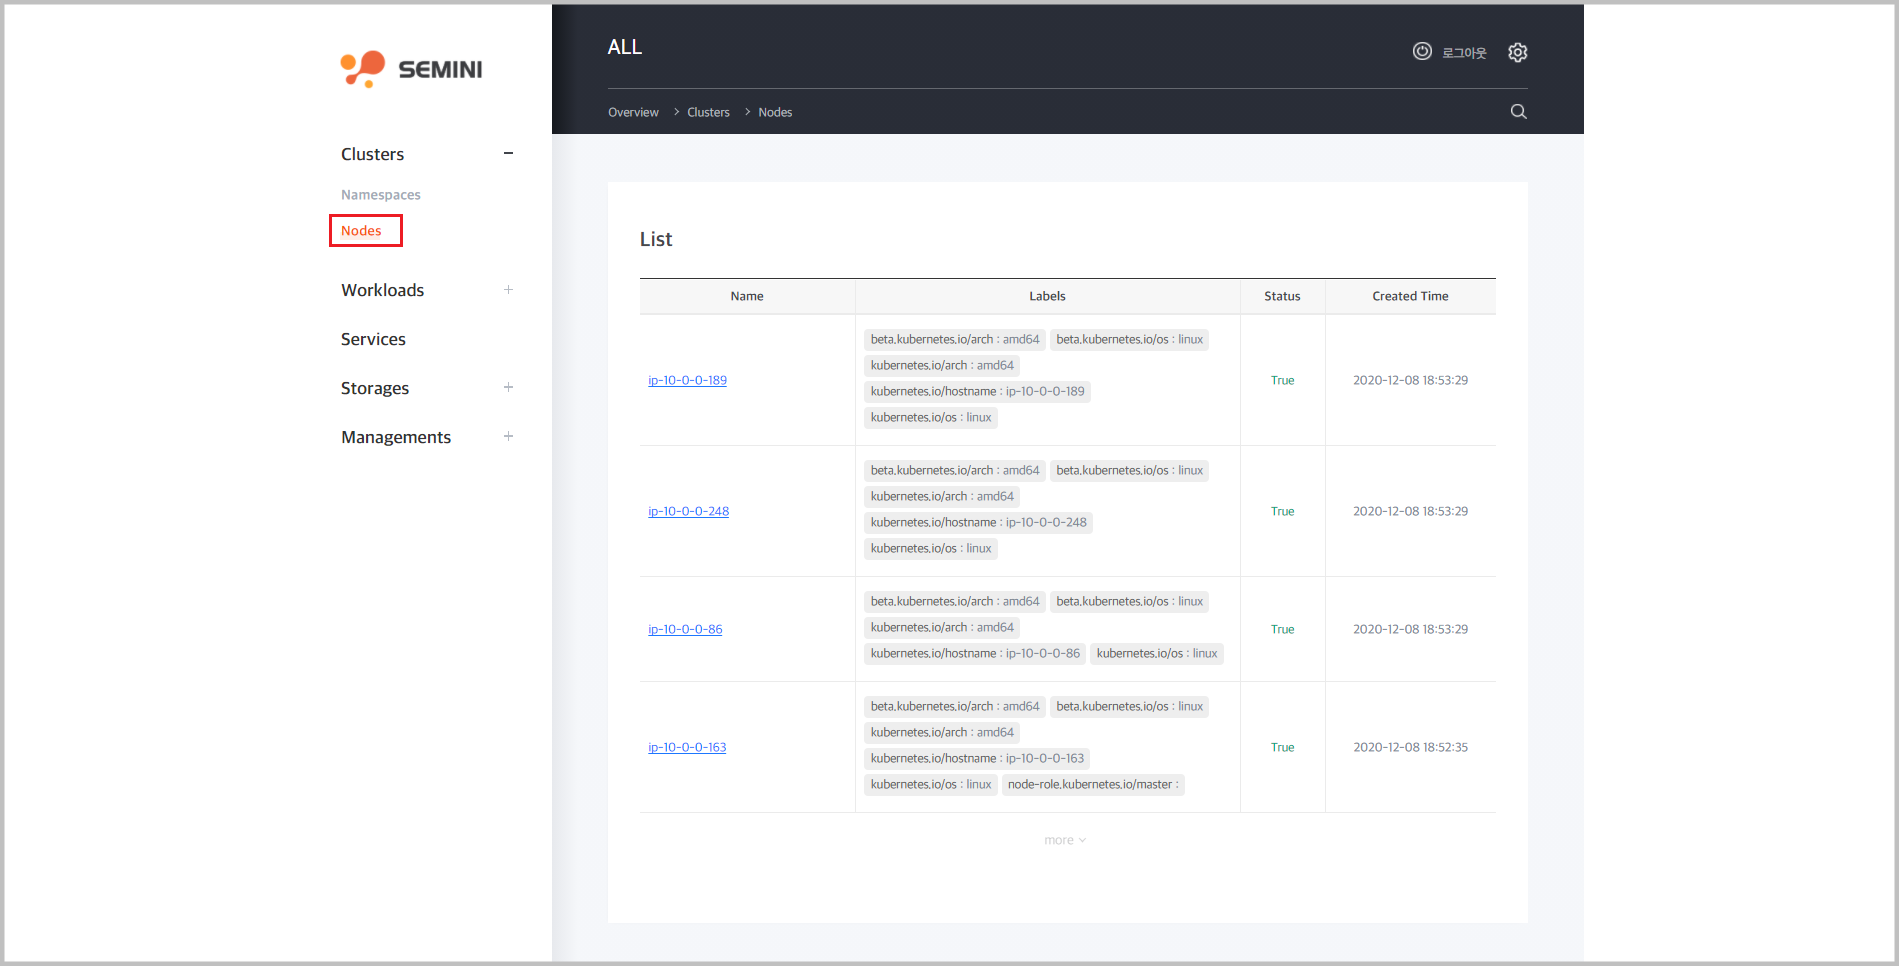 SEMINI
Clusters
Namespaces
Nodes
Workloads
Services
Storages
Managements
ALL
로그아웃
Overview > Clusters > Nodes
List
Name Labels Status Created Time
ip-10-0-0-189
beta.kubernetes.io/arch : amd64 beta.kubernetes.io/os : linux
kubernetes.io/arch : amd64
kubernetes.io/hostname : ip-10-0-0-189
kubernetes.io/os : linux
True
2020-12-08 18:53:29
ip-10-0-0-248
beta.kubernetes.io/arch : amd64 beta.kubernetes.io/os : linux
kubernetes.io/arch : amd64
kubernetes.io/hostname : ip-10-0-0-248
kubernetes.io/os : linux
True
2020-12-08 18:53:29
ip-10-0-0-86
beta.kubernetes.io/arch : amd64 beta.kubernetes.io/os : linux
kubernetes.io/arch : amd64
kubernetes.io/hostname : ip-10-0-0-86 kubernetes.io/os : linux
True
2020-12-08 18:53:29
ip-10-0-0-163
beta.kubernetes.io/arch : amd64 beta.kubernetes.io/os : linux
kubernetes.io/arch : amd64
kubernetes.io/hostname : ip-10-0-0-163
kubernetes.io/os : linux node-role.kubernetes.io/master :
True
2020-12-08 18:52:35
more